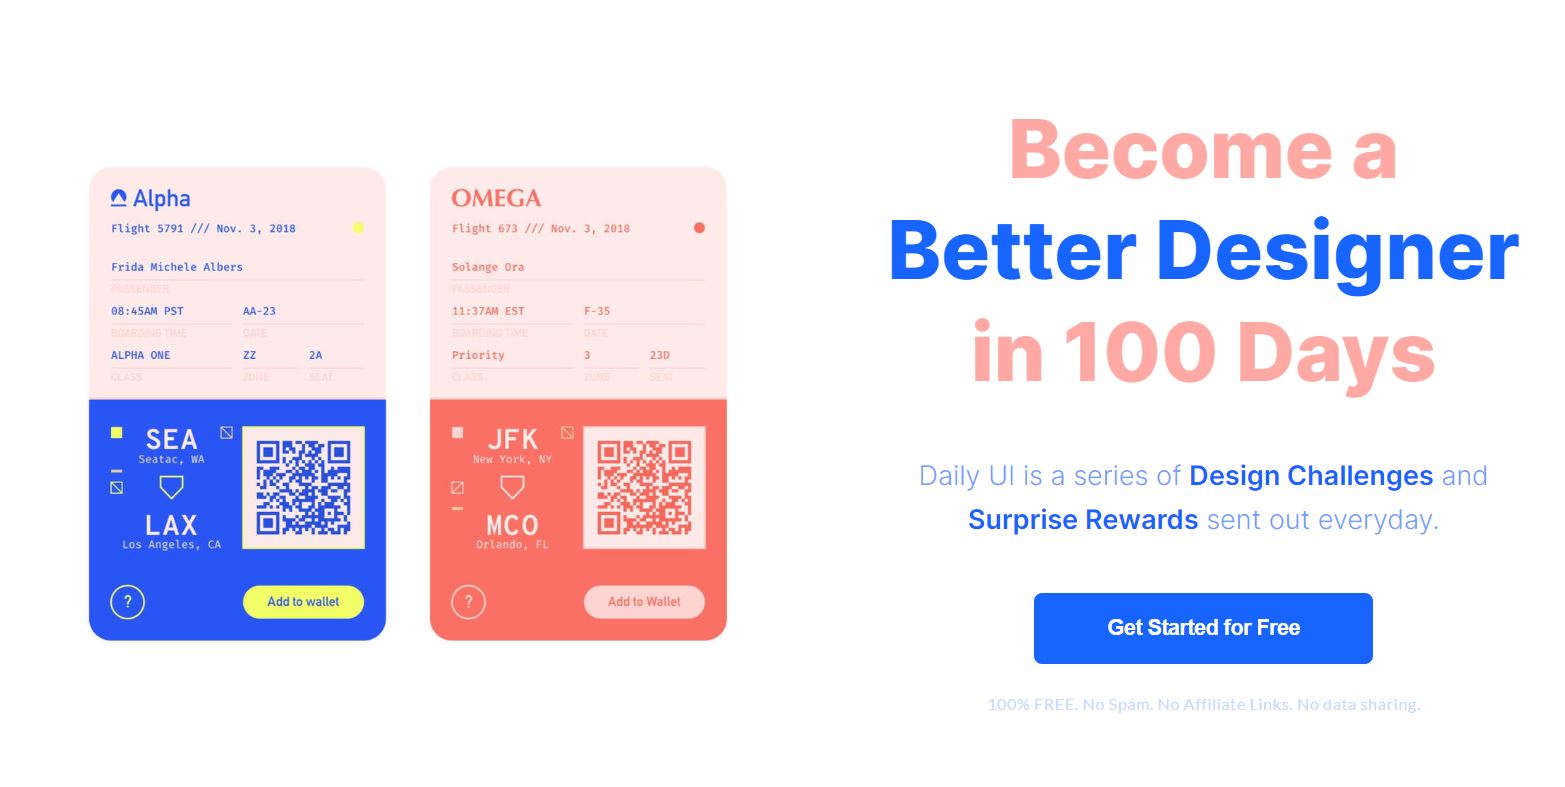 Alpha
Flight 5791 /// Nov. 3, 2018
Frida Michele Albers
PASSENGER
08:45AM PST AA-23
BOARDING TIME GATE
ALPHA ONE ZZ 2A
CLASS ZONE SEAT
SEA
Seatac, WA
LAX
Los Angeles, CA
? Add to wallet
OMEGA
Flight 673 /// Nov. 3, 2018
Solange Ora
PASSENGER
11:37AM EST F-35
BOARDING TIME GATE
Priority 3 23D
CLASS ZONE SEAT
JFK
New York, NY
MCO
Orlando, FL
? Add to Wallet
Become a
Better Designer
in 100 Days
Daily UI is a series of Design Challenges and
Surprise Rewards sent out everyday.
Get Started for Free
100% FREE. No Spam. No Affiliate Links. No data sharing.